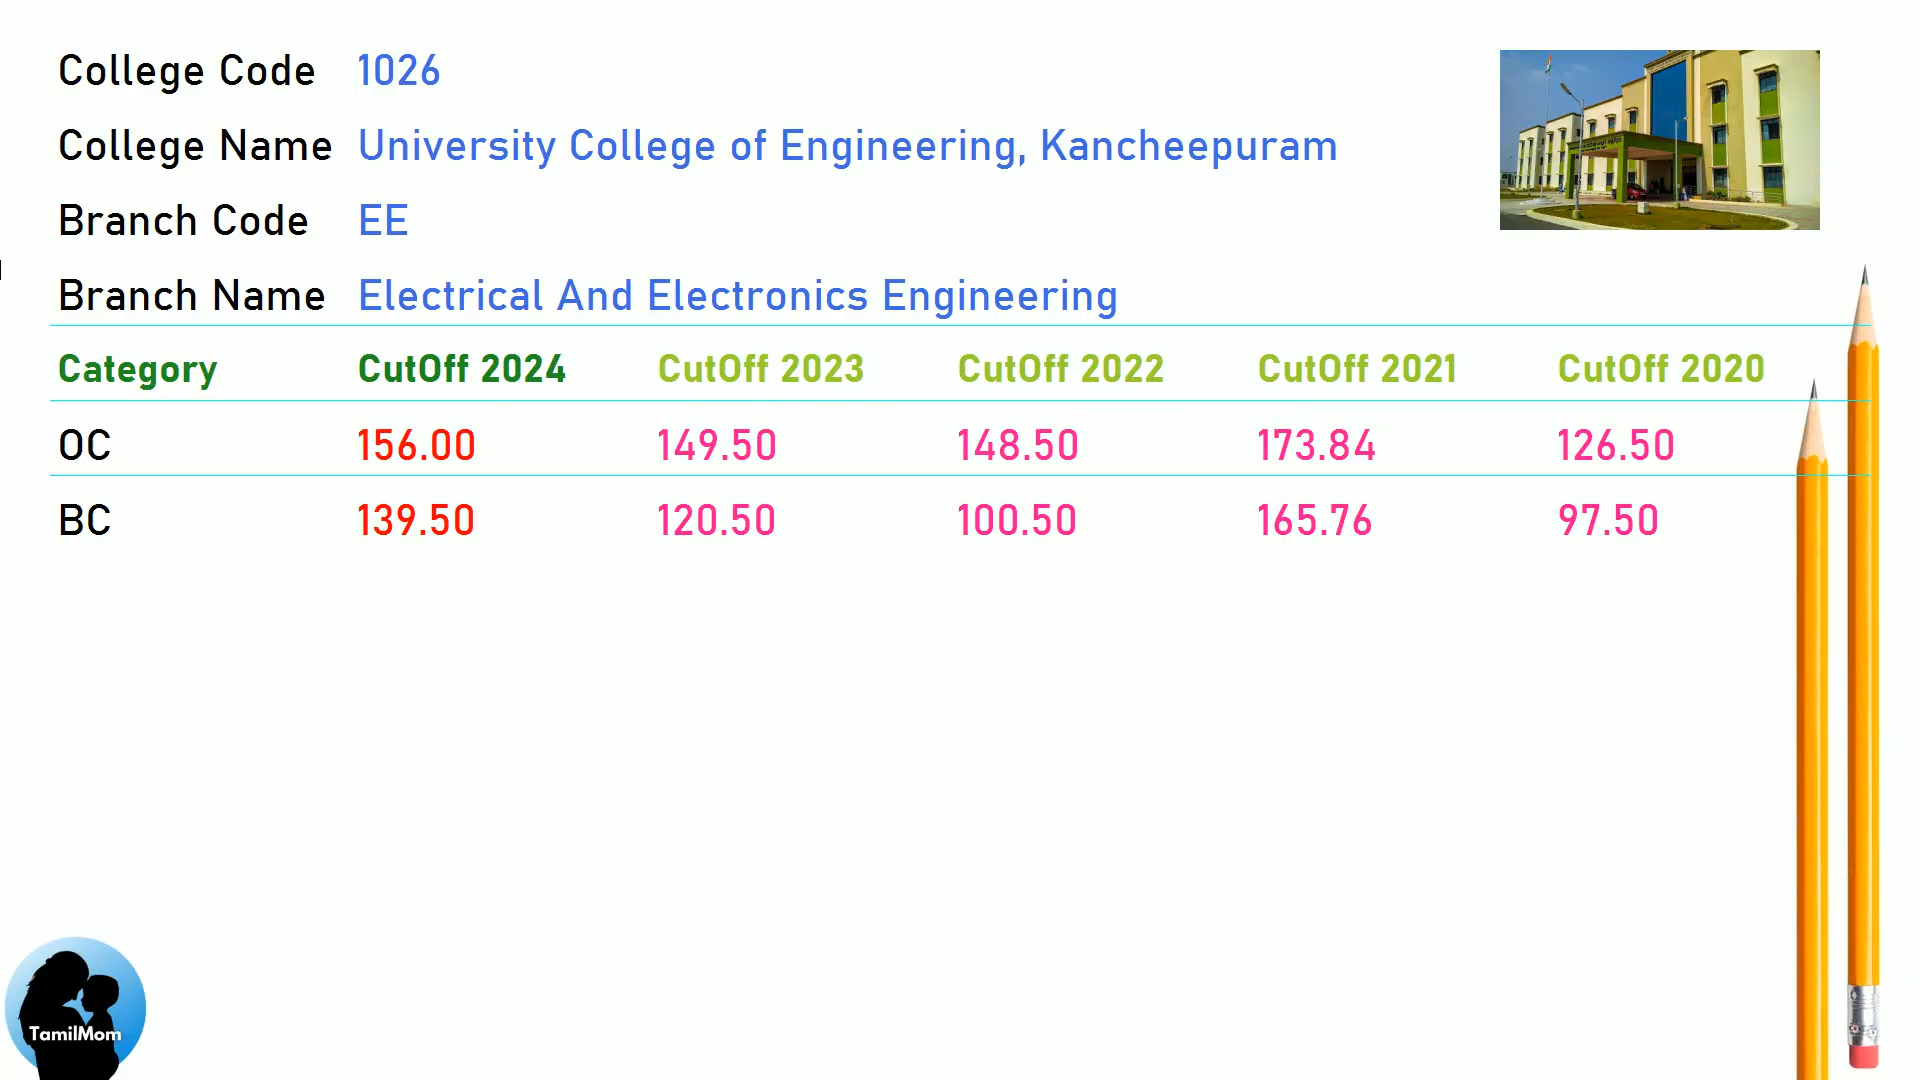 College Code 1026
College Name University College of Engineering, Kancheepuram
Branch Code EE
Branch Name Electrical And Electronics Engineering
Category CutOff 2024 CutOff 2023 CutOff 2022 CutOff 2021 CutOff 2020
OC 156.00 149.50 148.50 173.84 126.50
BC 139.50 120.50 100.50 165.76 97.50
TamilMom